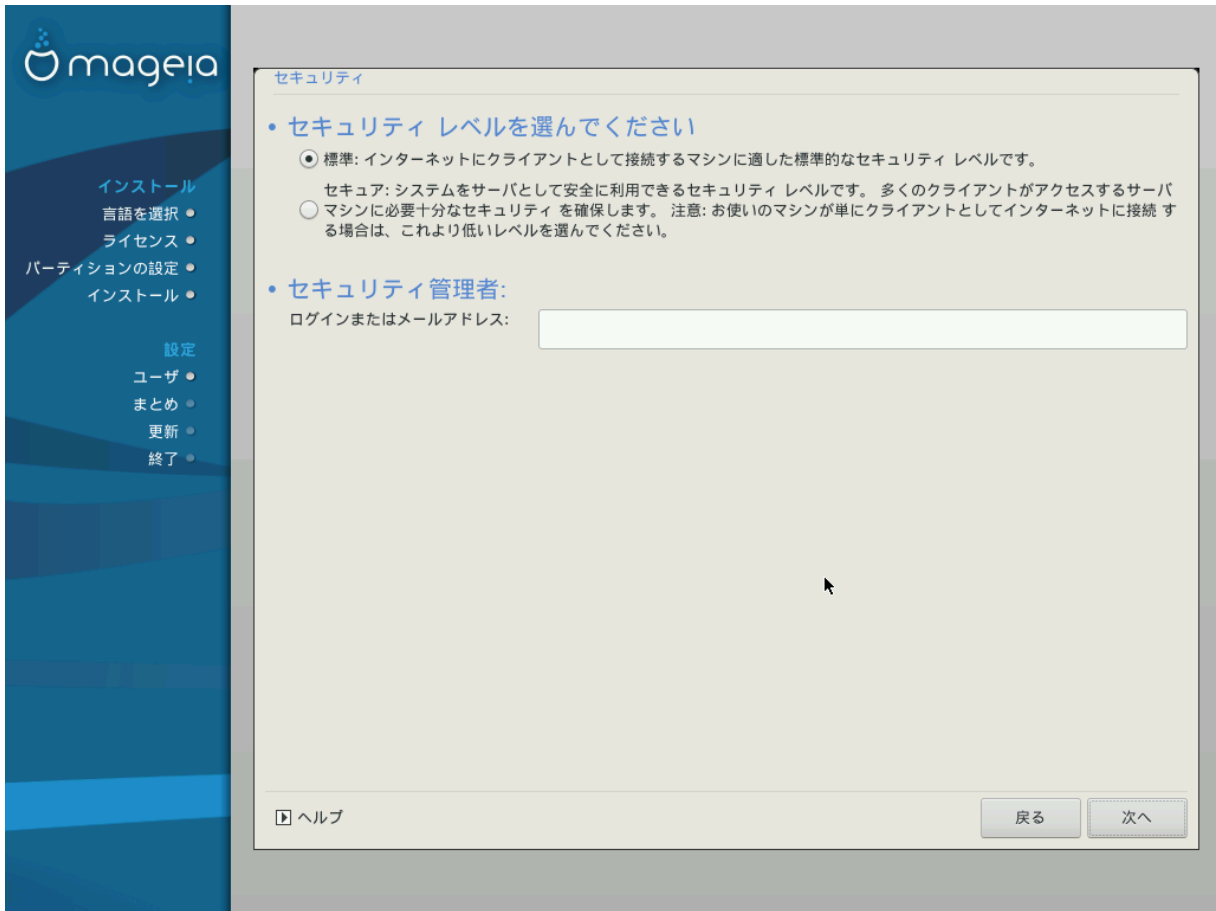 mageia
インストール
言語を選択
ライセンス
パーティションの設定
インストール
設定
ユーザ
まとめ
更新
終了
セキュリティ
セキュリティ レベルを選んでください
標準: インターネットにクライアントとして接続するマシンに適した標準的なセキュリティ レベルです。
セキュア: システムをサーバとして安全に利用できるセキュリティ レベルです。 多くのクライアントがアクセスするサーバ
マシンに必要十分なセキュリティ を確保します。 注意: お使いのマシンが単にクライアントとしてインターネットに接続 す
る場合は、これより低いレベルを選んでください。
セキュリティ管理者:
ログインまたはメールアドレス:
ヘルプ
戻る
次へ